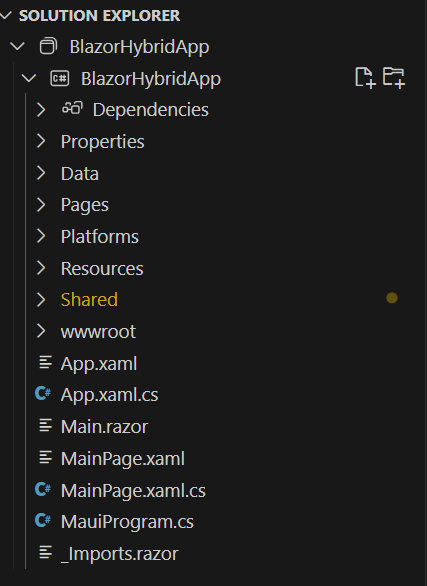 SOLUTION EXPLORER
BlazorHybridApp
C# BlazorHybridApp
Dependencies
Properties
Data
Pages
Platforms
Resources
Shared
wwwroot
App.xaml
C# App.xaml.cs
Main.razor
MainPage.xaml
C# MainPage.xaml.cs
C# MauiProgram.cs
_Imports.razor